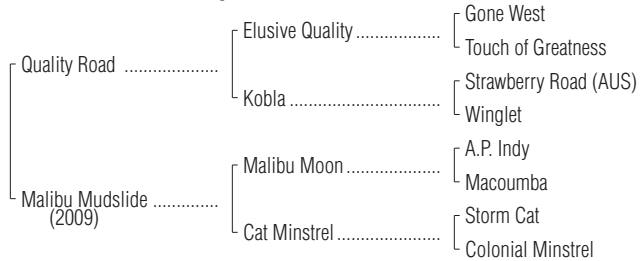 Gone West
Elusive Quality ..................
Touch of Greatness
Quality Road ....................
Strawberry Road (AUS)
Kobla ................................
Winglet
A.P. Indy
Malibu Moon ....................
Macoumba
Malibu Mudslide ..............
(2009)
Storm Cat
Cat Minstrel ......................
Colonial Minstrel